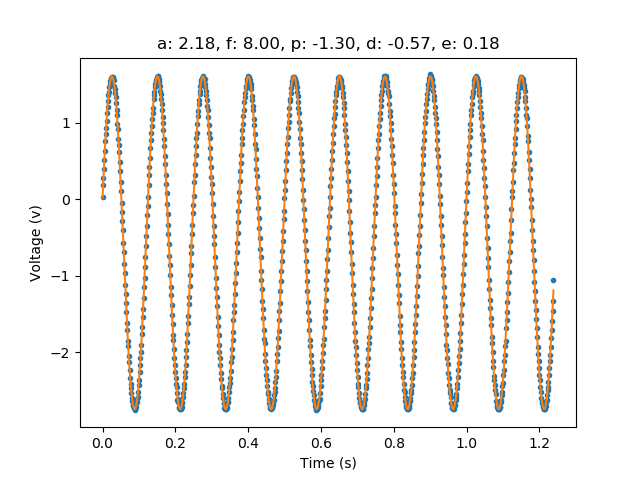 a: 2.18, f: 8.00, p: -1.30, d: -0.57, e: 0.18
1
0
−1
−2
Voltage (v)
0.0 0.2 0.4 0.6 0.8 1.0 1.2
Time (s)